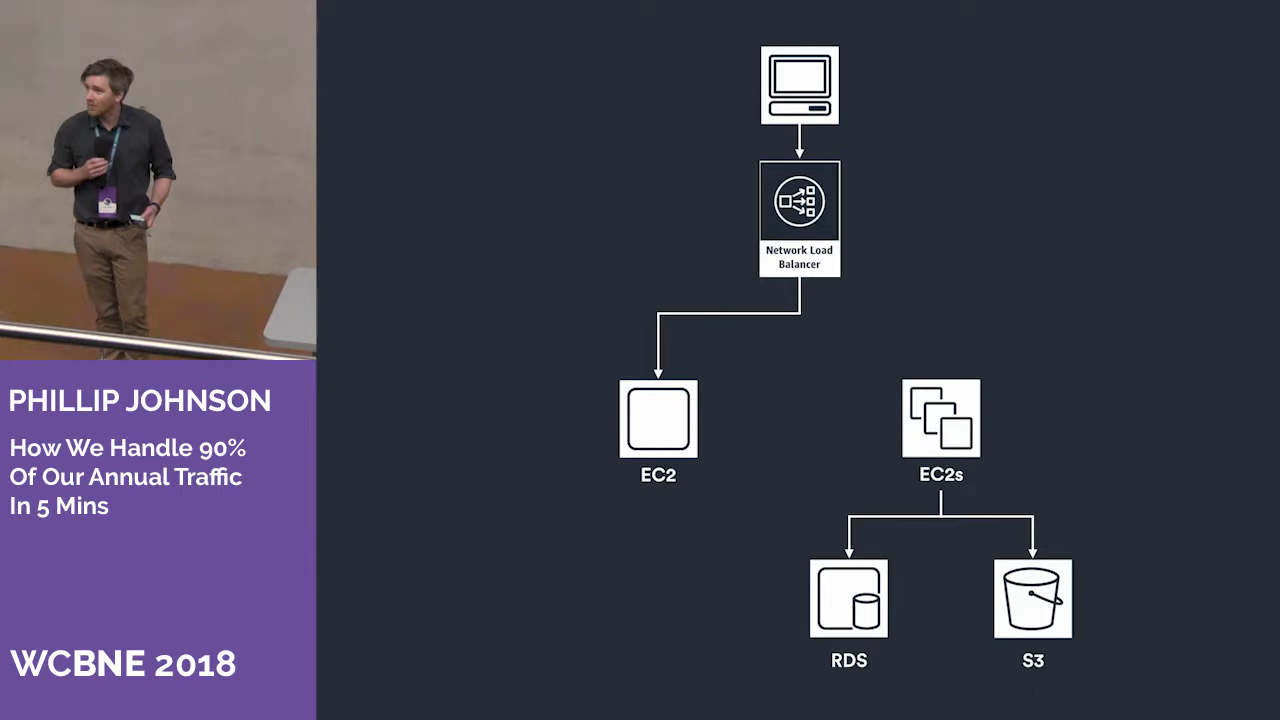 PHILLIP JOHNSON
How We Handle 90%
Of Our Annual Traffic
In 5 Mins
WCBNE 2018
Network Load
Balancer
EC2
EC2s
RDS
S3